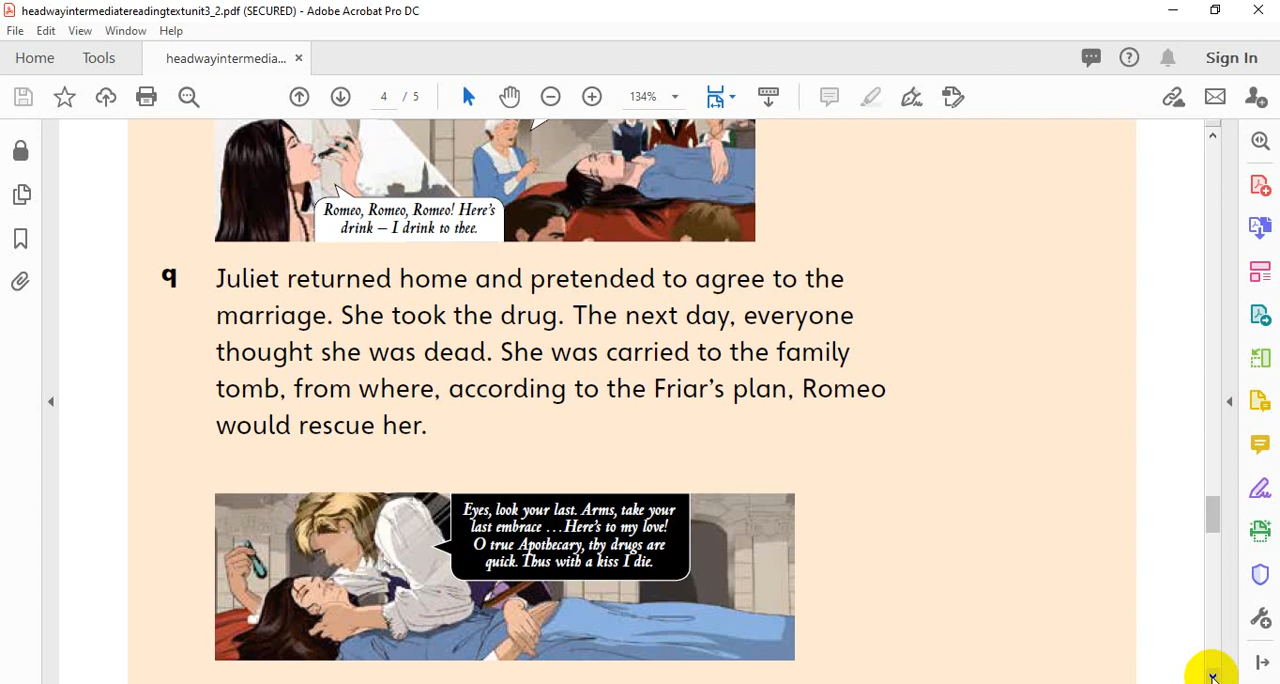 headwayintermediatereadingtextunit3_2.pdf (SECURED) - Adobe Acrobat Pro DC
File Edit View Window Help
Home Tools headwayintermedia... ×
Sign In
4 / 5 134%
Romeo, Romeo, Romeo! Here's
drink – I drink to thee.
9 Juliet returned home and pretended to agree to the
marriage. She took the drug. The next day, everyone
thought she was dead. She was carried to the family
tomb, from where, according to the Friar's plan, Romeo
would rescue her.
Eyes, look your last. Arms, take your
last embrace …Here's to my love!
O true Apothecary, thy drugs are
quick. Thus with a kiss I die.